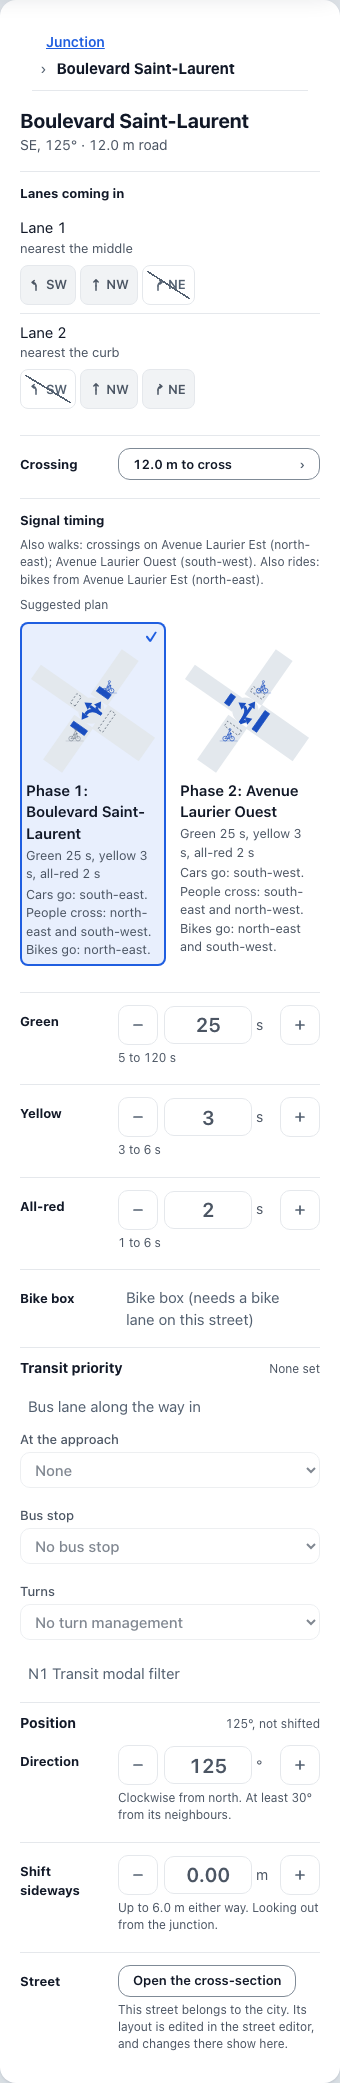 Junction
› Boulevard Saint-Laurent
Boulevard Saint-Laurent
SE, 125° · 12.0 m road
Lanes coming in
Lane 1
nearest the middle
SW
NW
NE
Lane 2
nearest the curb
SW
NW
NE
Crossing
12.0 m to cross ›
Signal timing
Also walks: crossings on Avenue Laurier Est (north-
east); Avenue Laurier Ouest (south-west). Also rides:
bikes from Avenue Laurier Est (north-east).
Suggested plan
Phase 1:
Boulevard Saint-
Laurent
Green 25 s, yellow 3
s, all-red 2 s
Cars go: south-east.
People cross: north-
east and south-west.
Bikes go: north-east.
Phase 2: Avenue
Laurier Ouest
Green 25 s, yellow 3
s, all-red 2 s
Cars go: south-west.
People cross: south-
east and north-west.
Bikes go: north-east
and south-west.
Green
− 25 s +
5 to 120 s
Yellow
− 3 s +
3 to 6 s
All-red
− 2 s +
1 to 6 s
Bike box
Bike box (needs a bike
lane on this street)
Transit priority
None set
Bus lane along the way in
At the approach
None
Bus stop
No bus stop
Turns
No turn management
N1 Transit modal filter
Position
125°, not shifted
Direction
− 125 ° +
Clockwise from north. At least 30°
from its neighbours.
Shift
sideways
− 0.00 m +
Up to 6.0 m either way. Looking out
from the junction.
Street
Open the cross-section
This street belongs to the city. Its
layout is edited in the street editor,
and changes there show here.